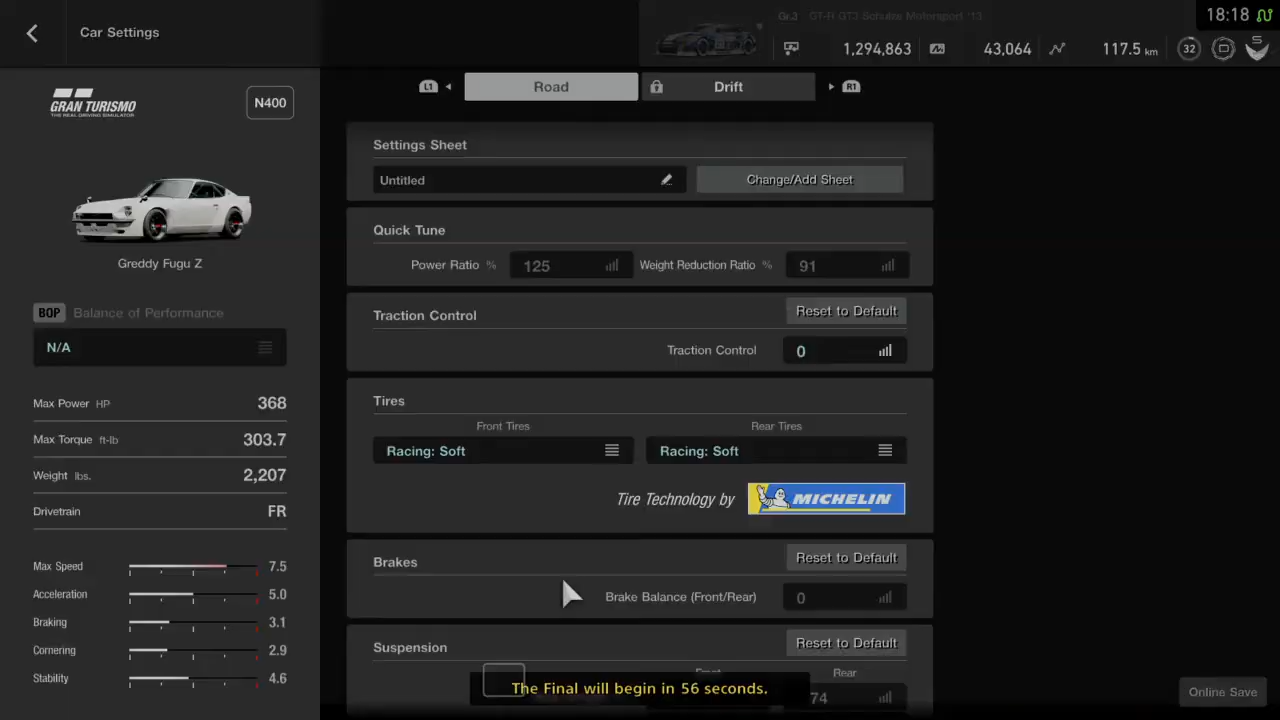 Car Settings
Gr.3 GT-R GT3 Schulze Motorsport '13
18:18
1,294,863
43,064
117.5 km
32
S
GRAN TURISMO
THE REAL DRIVING SIMULATOR
N400
L1
Road
Drift
R1
Settings Sheet
Untitled
Change/Add Sheet
Quick Tune
Power Ratio %
125
Weight Reduction Ratio %
91
Greddy Fugu Z
BOP Balance of Performance
N/A
Traction Control
Reset to Default
Traction Control
0
Tires
Front Tires
Rear Tires
Racing: Soft
Racing: Soft
Tire Technology by
MICHELIN
Max Power HP 368
Max Torque ft-lb 303.7
Weight lbs. 2,207
Drivetrain FR
Max Speed 7.5
Acceleration 5.0
Braking 3.1
Cornering 2.9
Stability 4.6
Brakes
Reset to Default
Brake Balance (Front/Rear)
0
Suspension
Reset to Default
Front
Rear
74
The Final will begin in 56 seconds.
Online Save